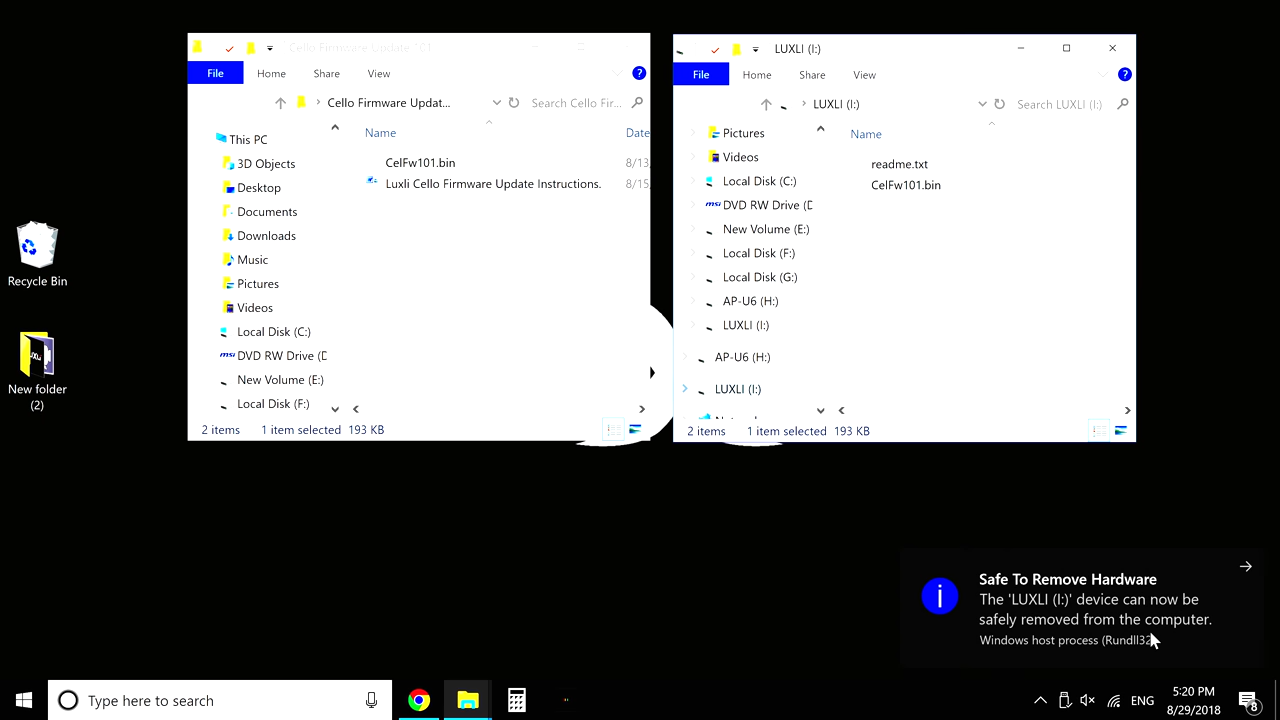 Cello Firmware Update 101
File Home Share View ?
Cello Firmware Updat... Search Cello Fir...
Name Date
This PC
3D Objects
Desktop
Documents
Downloads
Music
Pictures
Videos
Local Disk (C:)
msi DVD RW Drive (D
New Volume (E:)
Local Disk (F:)
CelFw101.bin 8/13
Luxli Cello Firmware Update Instructions. 8/15
2 items 1 item selected 193 KB
LUXLI (I:)
File Home Share View ?
LUXLI (I:) Search LUXLI (I:)
Name
Pictures
Videos
Local Disk (C:)
msi DVD RW Drive (D
New Volume (E:)
Local Disk (F:)
Local Disk (G:)
AP-U6 (H:)
LUXLI (I:)
AP-U6 (H:)
LUXLI (I:)
readme.txt
CelFw101.bin
2 items 1 item selected 193 KB
Recycle Bin
New folder
(2)
Safe To Remove Hardware
The 'LUXLI (I:)' device can now be
safely removed from the computer.
Windows host process (Rundll32
Type here to search
ENG
5:20 PM
8/29/2018
8